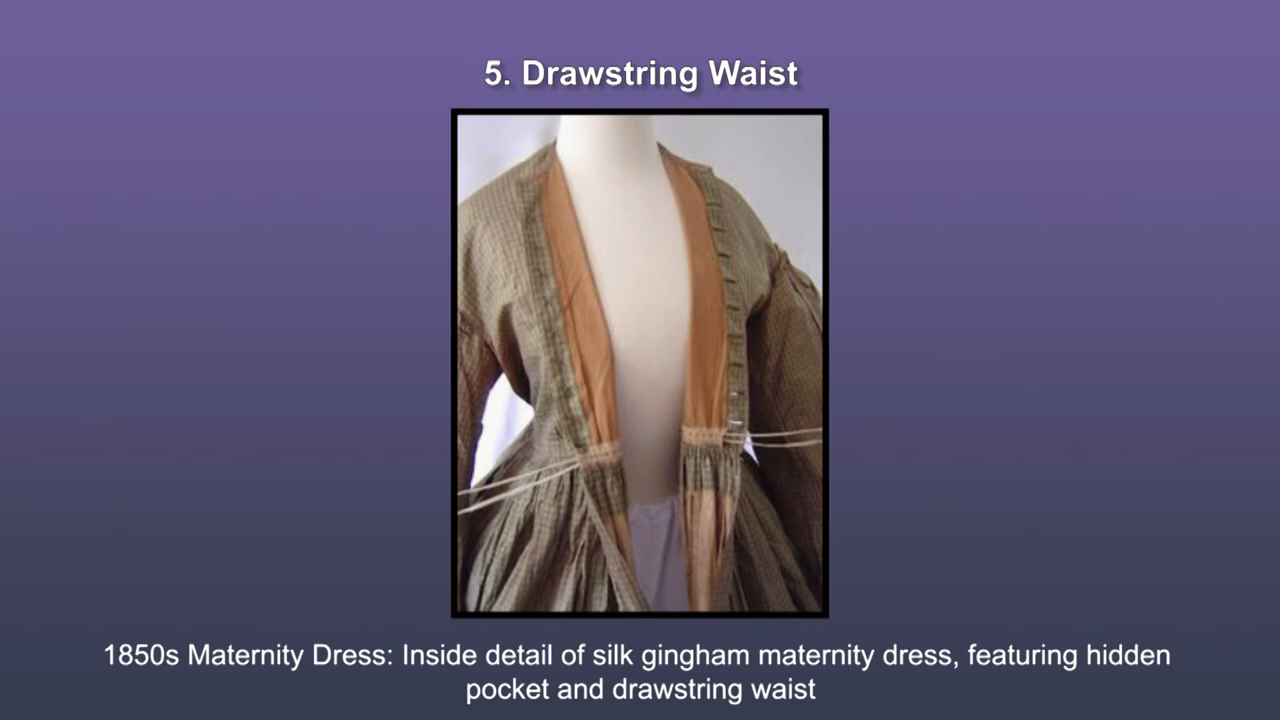 5. Drawstring Waist
1850s Maternity Dress: Inside detail of silk gingham maternity dress, featuring hidden
pocket and drawstring waist